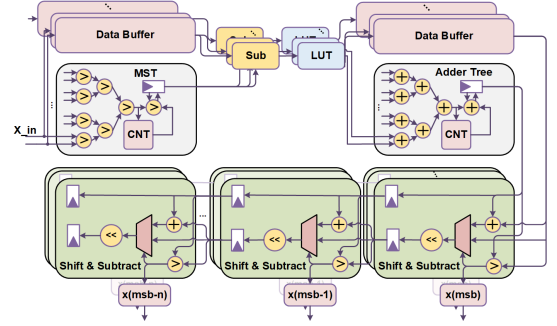 Data Buffer
Sub
LUT
Data Buffer
MST
Adder Tree
CNT
CNT
X_in
...
<<
<<
<<
Shift & Subtract
Shift & Subtract
Shift & Subtract
x(msb-n)
x(msb-1)
x(msb)